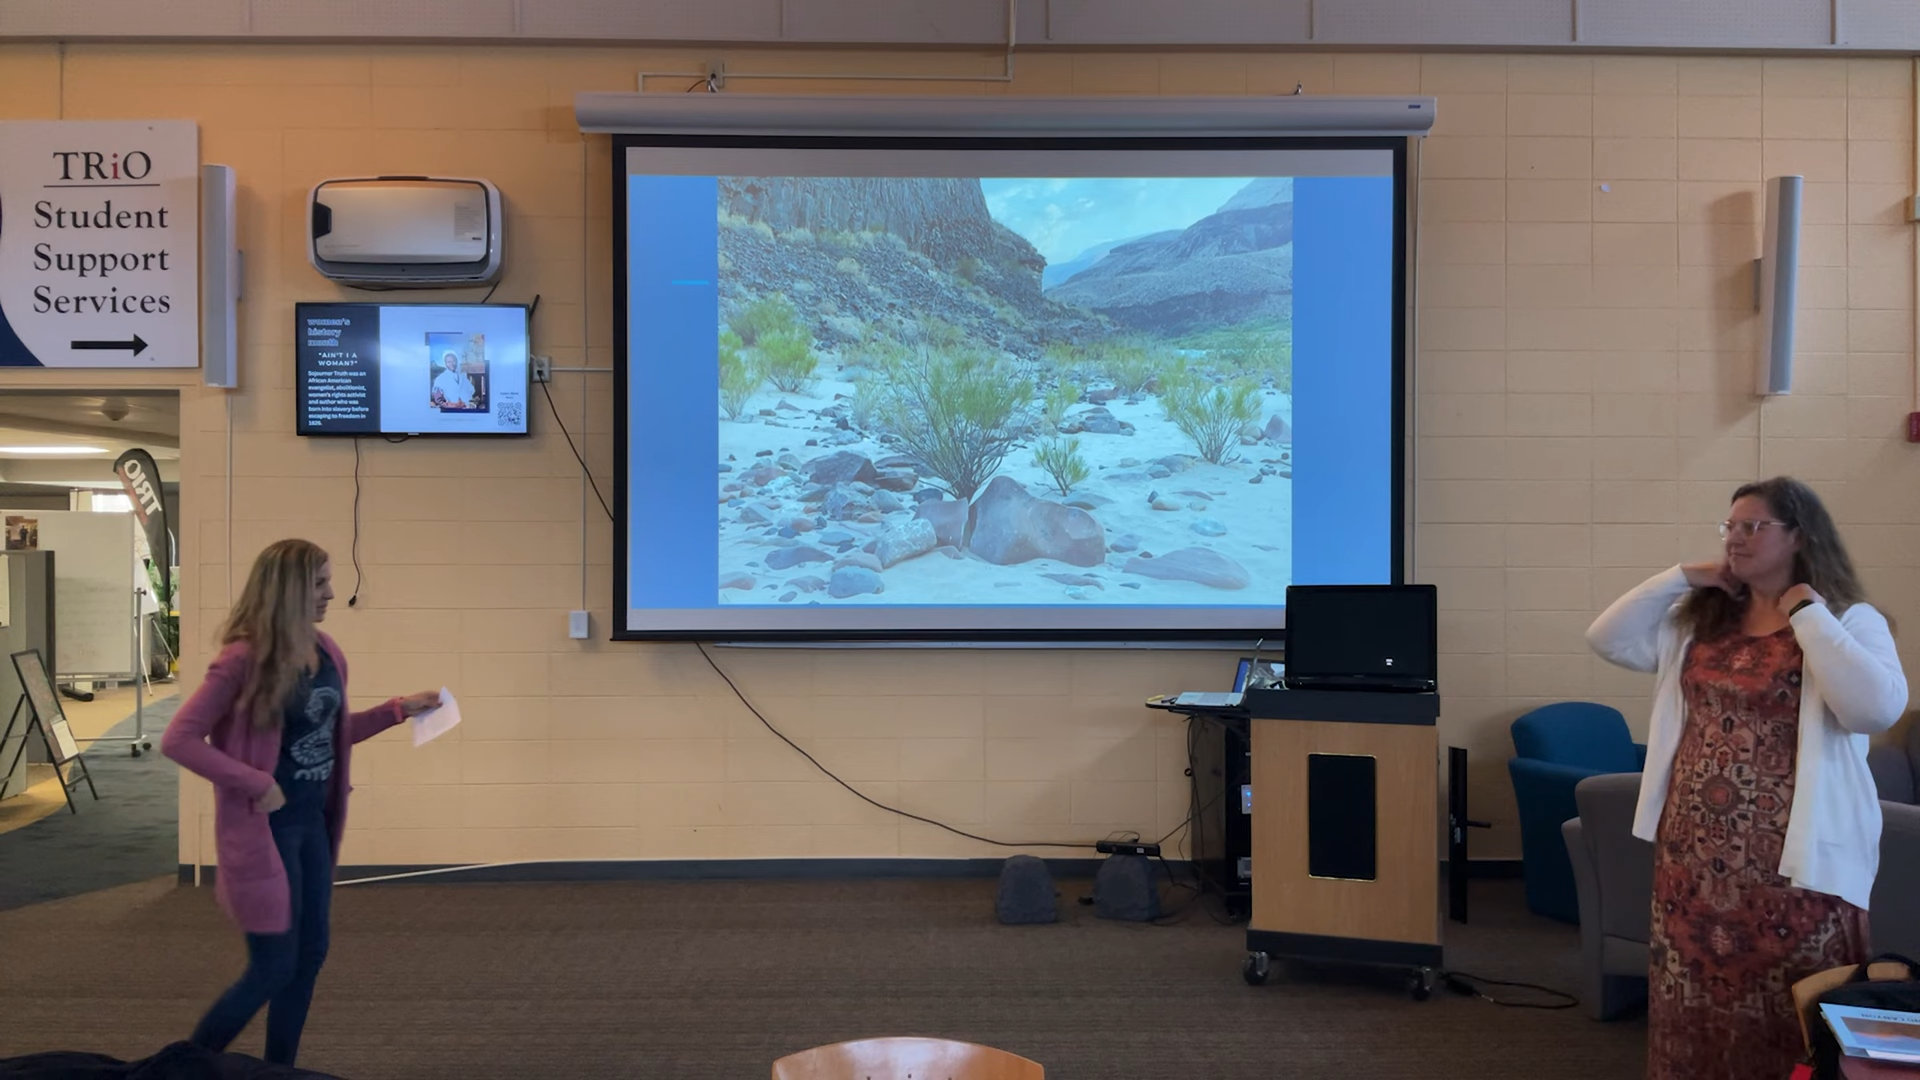 TRiO
Student
Support
Services
women's
history
month
"AIN'T I A
WOMAN?"
Sojourner Truth was an
African American
evangelist, abolitionist,
women's rights activist
and author who was
born into slavery before
escaping to freedom in
1826.
TRIO